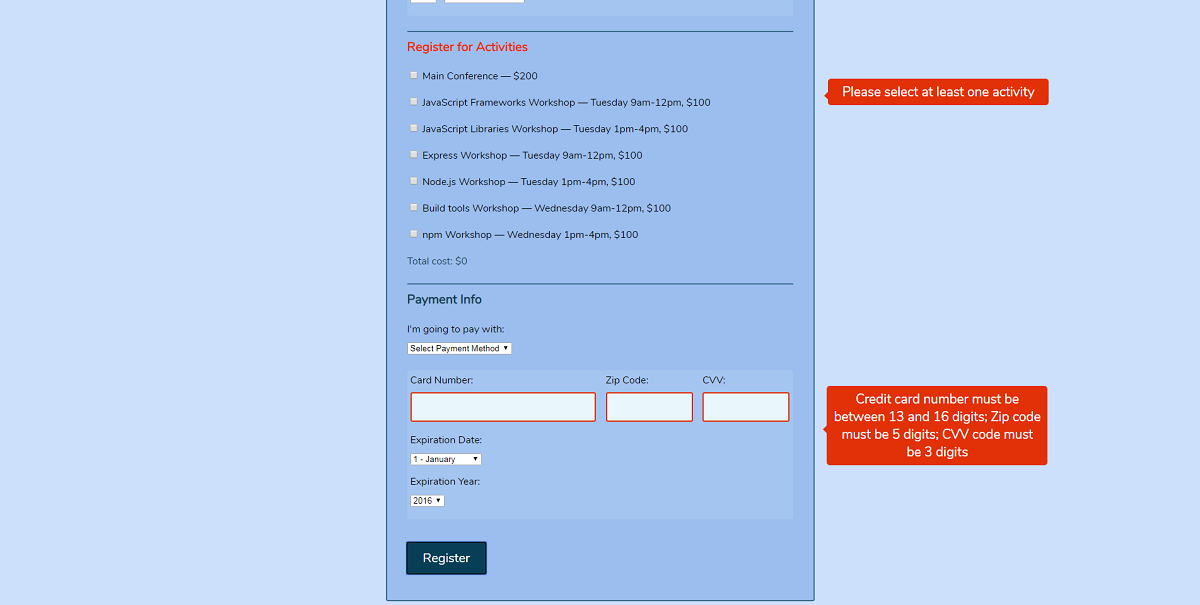 Register for Activities
Main Conference — $200
Please select at least one activity
JavaScript Frameworks Workshop — Tuesday 9am-12pm, $100
JavaScript Libraries Workshop — Tuesday 1pm-4pm, $100
Express Workshop — Tuesday 9am-12pm, $100
Node.js Workshop — Tuesday 1pm-4pm, $100
Build tools Workshop — Wednesday 9am-12pm, $100
npm Workshop — Wednesday 1pm-4pm, $100
Total cost: $0
Payment Info
I'm going to pay with:
Select Payment Method
Card Number: Zip Code: CVV:
Credit card number must be
between 13 and 16 digits; Zip code
must be 5 digits; CVV code must
be 3 digits
Expiration Date:
1 - January
Expiration Year:
2016
Register